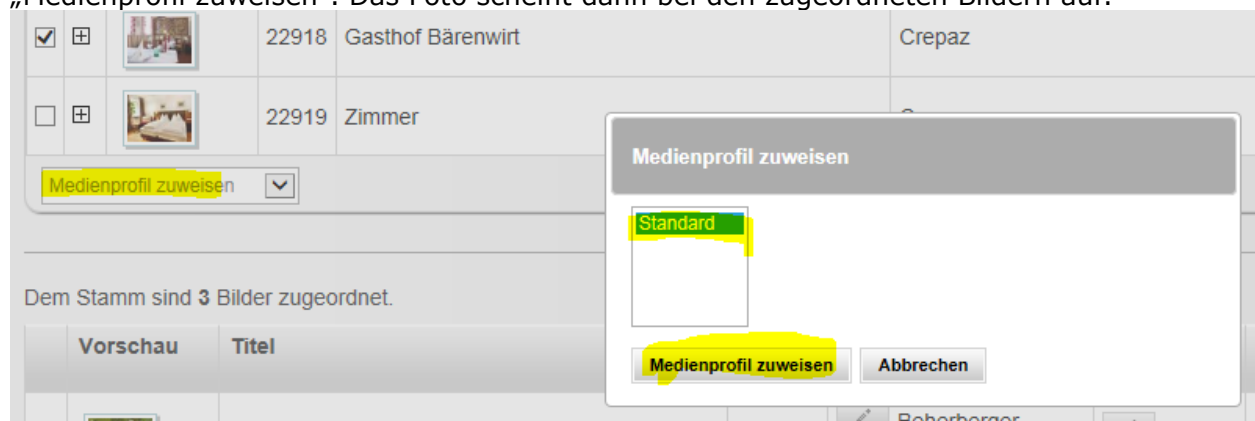 „Medienprofil zuweisen“. Das Foto scheint dann bei den zugeordneten Bildern auf.
22918 Gasthof Bärenwirt Crepaz
22919 Zimmer
Medienprofil zuweisen
Medienprofil zuweisen
Standard
Dem Stamm sind 3 Bilder zugeordnet.
Vorschau Titel
Medienprofil zuweisen Abbrechen
Beherberger